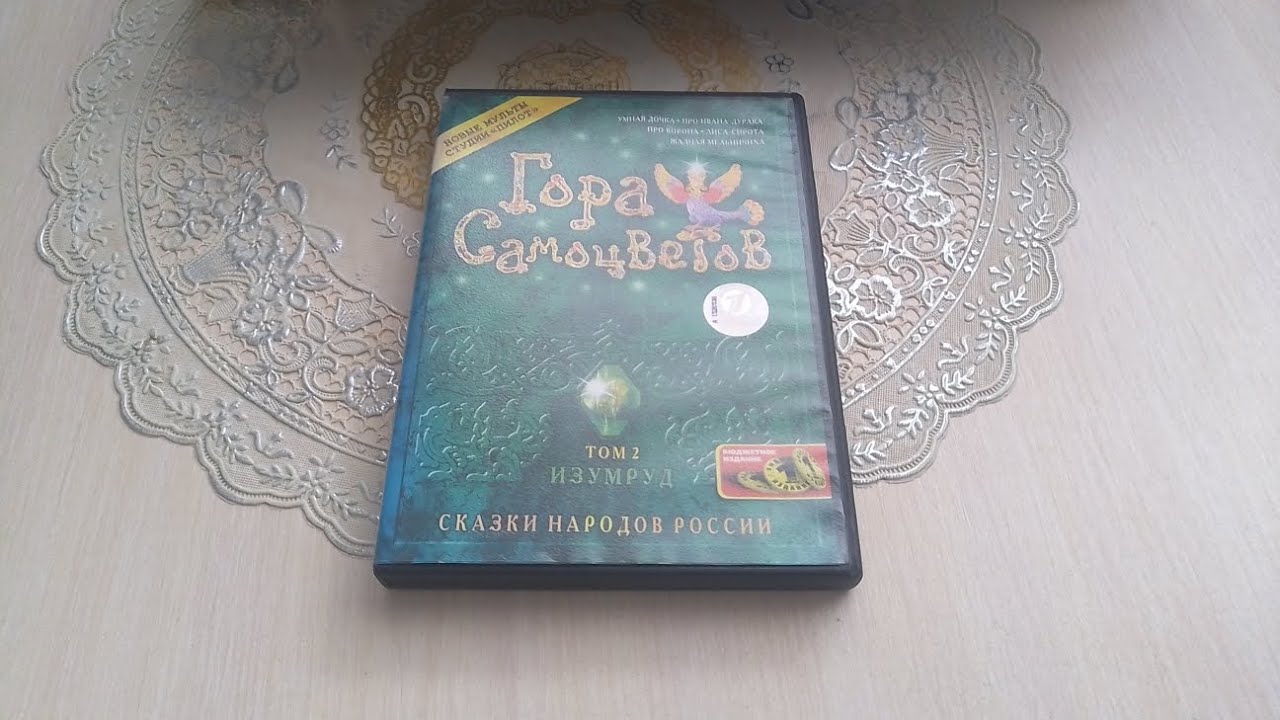 НОВЫЕ МУЛЬТЫ
СТУДИИ «ПИЛОТ»
УМНАЯ ДОЧКА • ПРО ИВАНА-ДУРАКА
ПРО ВОРОНА • ЛИСА-СИРОТА
ЖАДНАЯ МЕЛЬНИЧИХА
Гора
Самоцветов
ТОМ 2
ИЗУМРУД
БЮДЖЕТНОЕ
ИЗДАНИЕ
СКАЗКИ НАРОДОВ РОССИИ